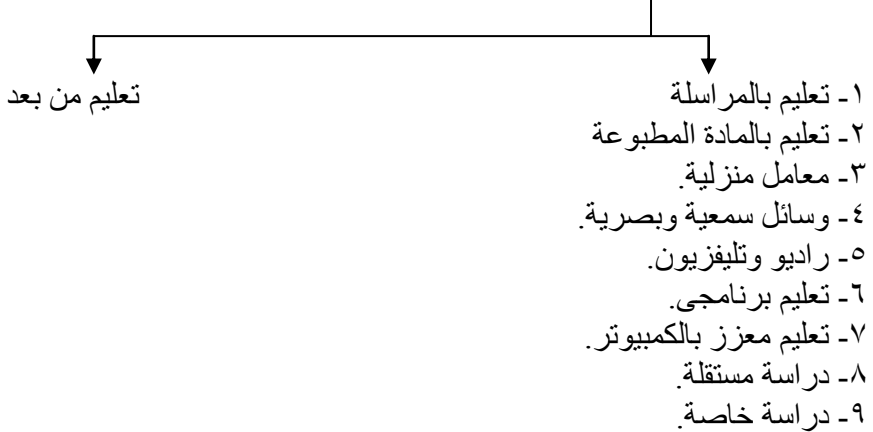 ١- تعليم بالمراسلة
تعليم من بعد
٢- تعليم بالمادة المطبوعة
٣- معامل منزلية.
٤- وسائل سمعية وبصرية.
٥- راديو وتليفزيون.
٦- تعليم برنامجى.
٧- تعليم معزز بالكمبيوتر.
٨- دراسة مستقلة.
٩- دراسة خاصة.